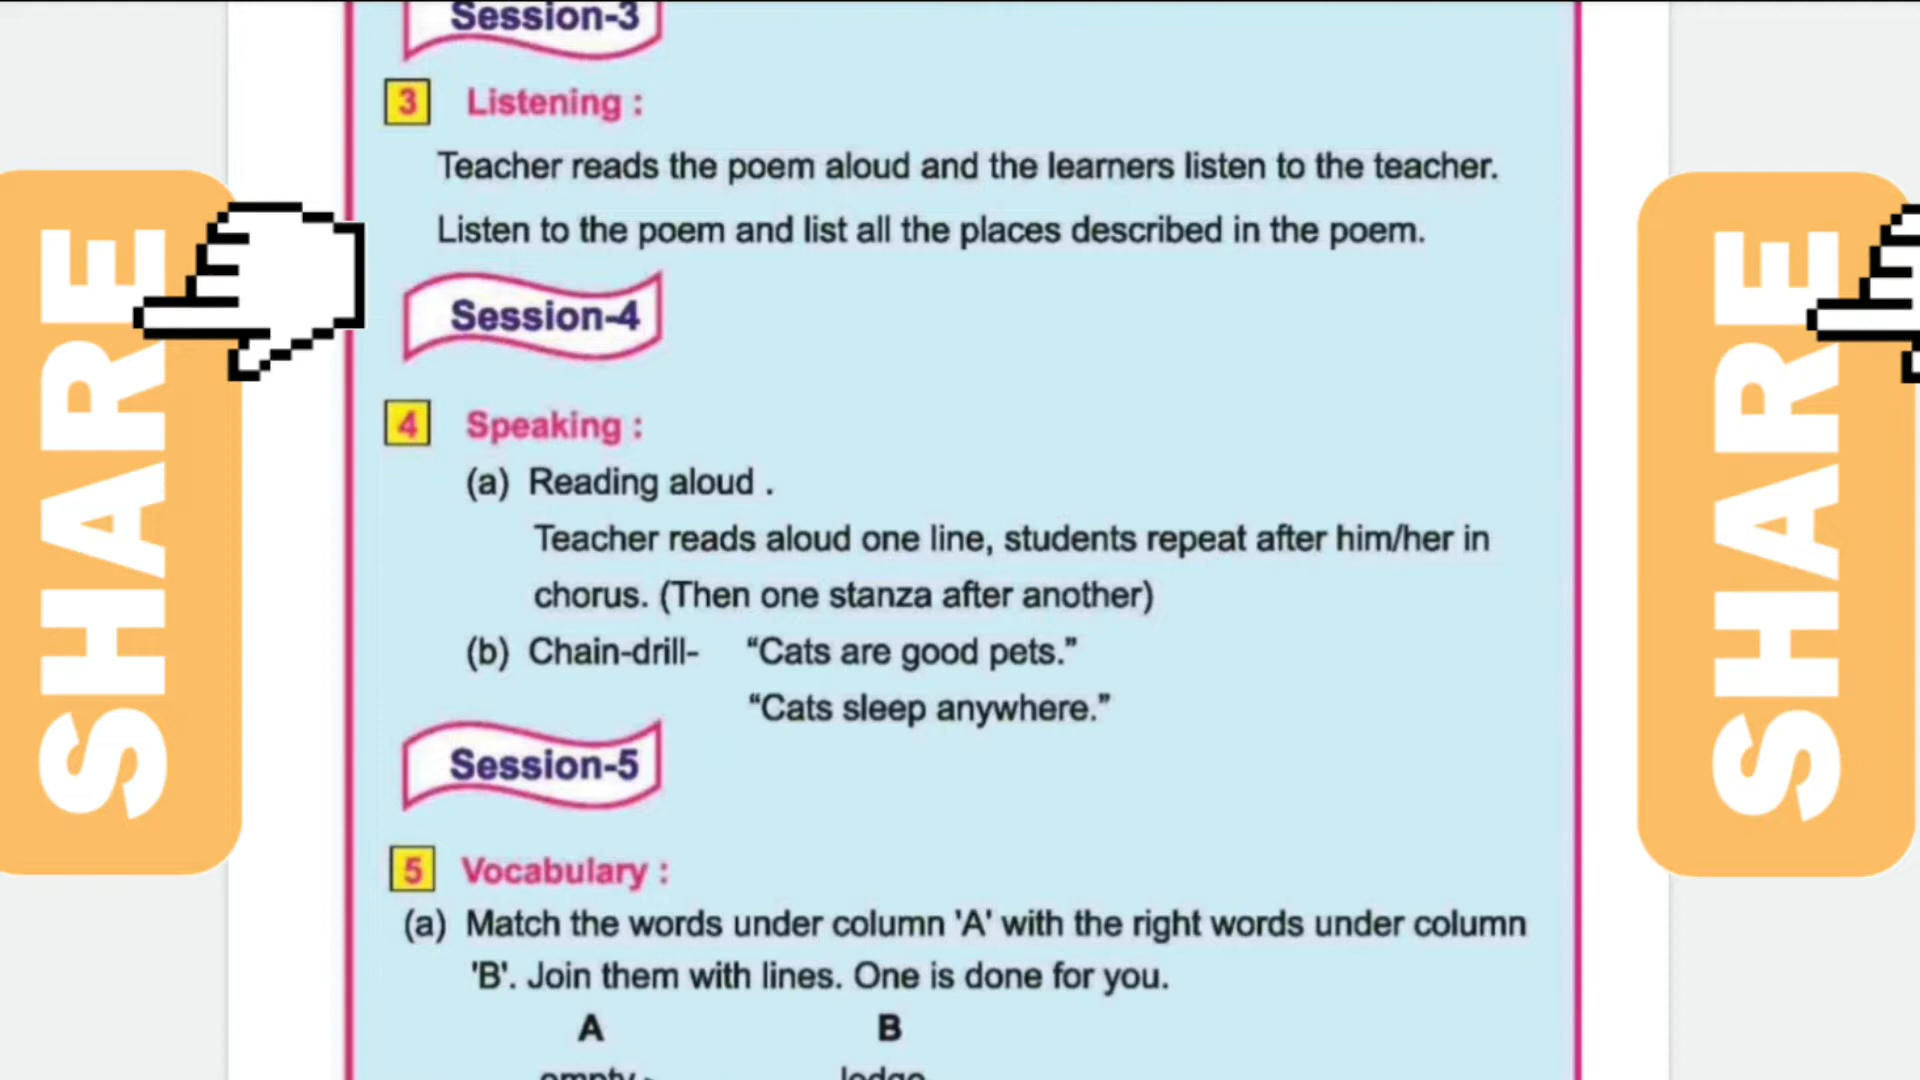 Session-3
3 Listening :
Teacher reads the poem aloud and the learners listen to the teacher.
Listen to the poem and list all the places described in the poem.
Session-4
4 Speaking :
(a) Reading aloud .
Teacher reads aloud one line, students repeat after him/her in
chorus. (Then one stanza after another)
(b) Chain-drill- “Cats are good pets.”
“Cats sleep anywhere.”
Session-5
5 Vocabulary :
(a) Match the words under column 'A' with the right words under column
'B'. Join them with lines. One is done for you.
A B
empty
SHARE
SHARE